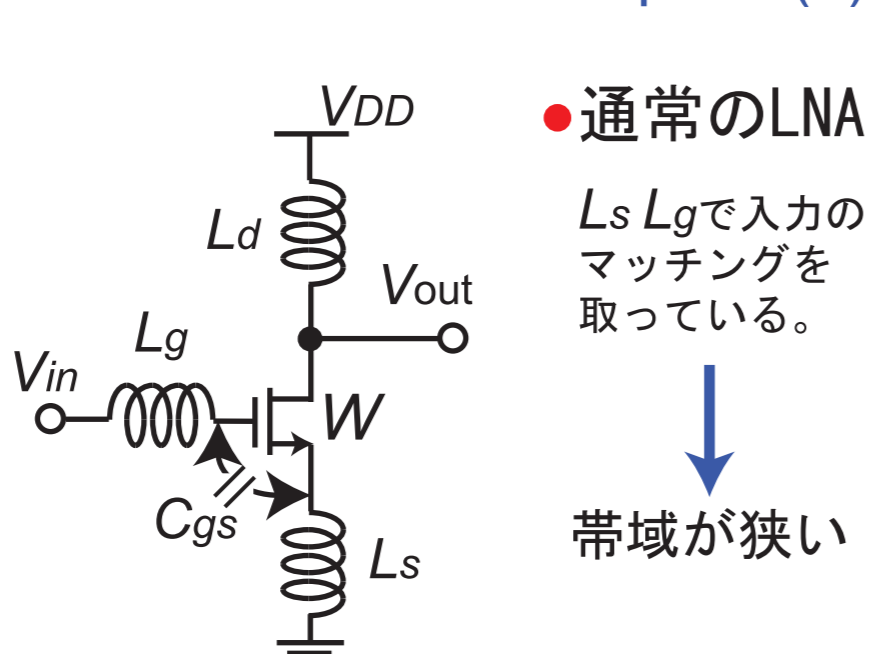 VDD
Ld
Vout
Lg
Vin
W
Cgs
Ls
●通常のLNA
Ls Lgで入力の
マッチングを
取っている。
帯域が狭い